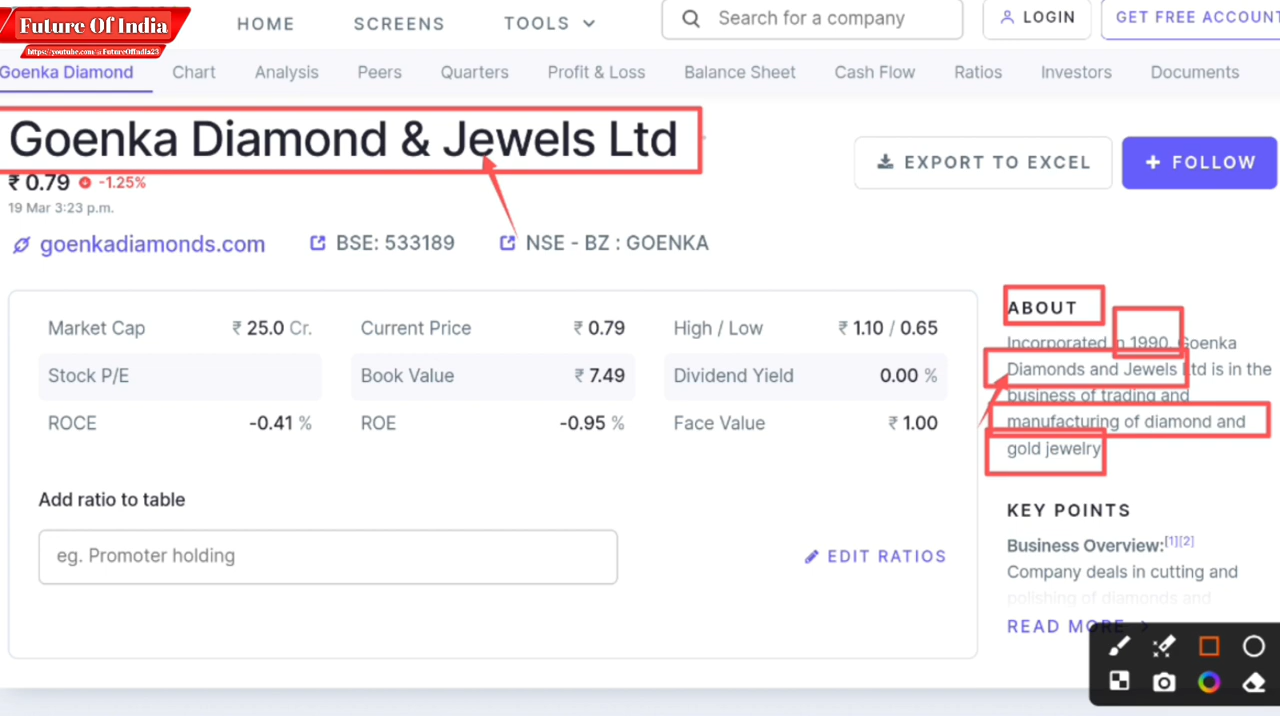 Future Of India
https://youtube.com/@FutureOfIndia23
HOME SCREENS TOOLS
Search for a company
LOGIN
GET FREE ACCOUNT
Goenka Diamond Chart Analysis Peers Quarters Profit & Loss Balance Sheet Cash Flow Ratios Investors Documents
Goenka Diamond & Jewels Ltd
EXPORT TO EXCEL
+ FOLLOW
₹ 0.79 -1.25%
19 Mar 3:23 p.m.
goenkadiamonds.com BSE: 533189 NSE - BZ : GOENKA
Market Cap ₹ 25.0 Cr. Current Price ₹ 0.79 High / Low ₹ 1.10 / 0.65
Stock P/E Book Value ₹ 7.49 Dividend Yield 0.00 %
ROCE -0.41 % ROE -0.95 % Face Value ₹ 1.00
Add ratio to table
eg. Promoter holding
EDIT RATIOS
ABOUT
Incorporated in 1990, Goenka
Diamonds and Jewels Ltd is in the
business of trading and
manufacturing of diamond and
gold jewelry
KEY POINTS
Business Overview:[1][2]
Company deals in cutting and
polishing of diamonds and
READ MORE